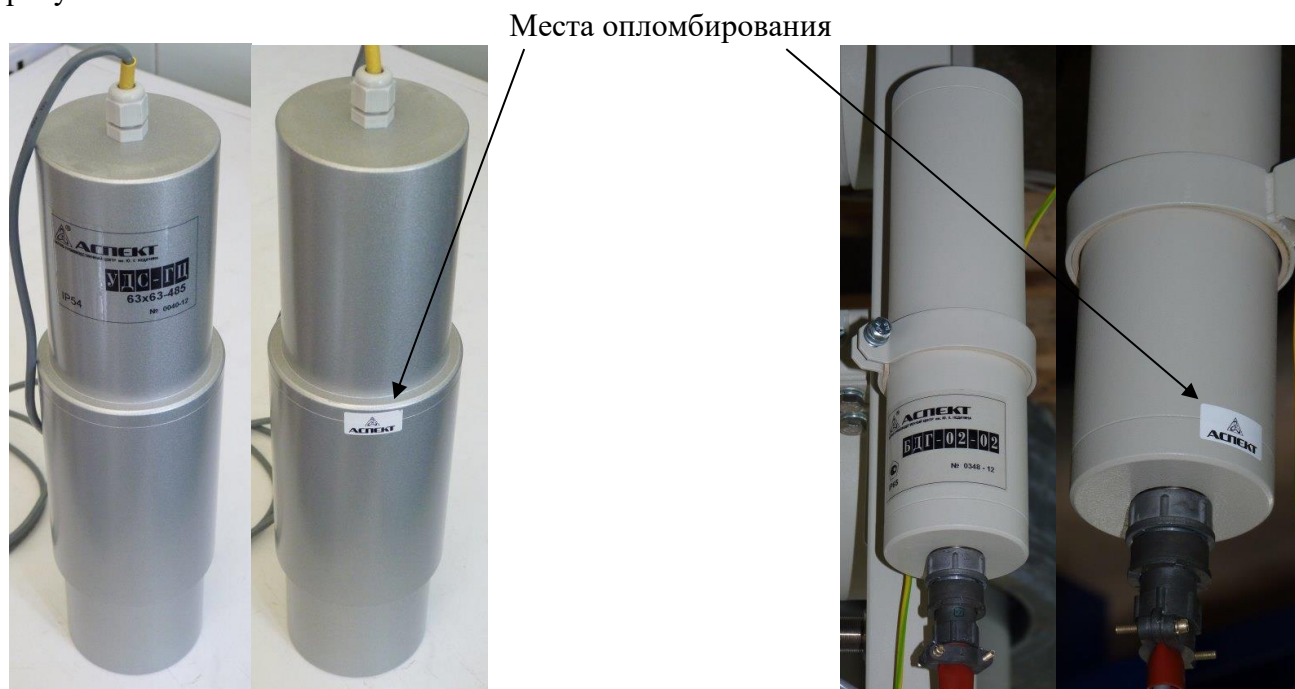 Места опломбирования
АСПЕКТ
УДС-ГЦ
63x63-485
IP54
№ 0040-12
АСПЕКТ
АСПЕКТ
БДГ-02-02
№ 0348 - 12
IP65
АСПЕКТ